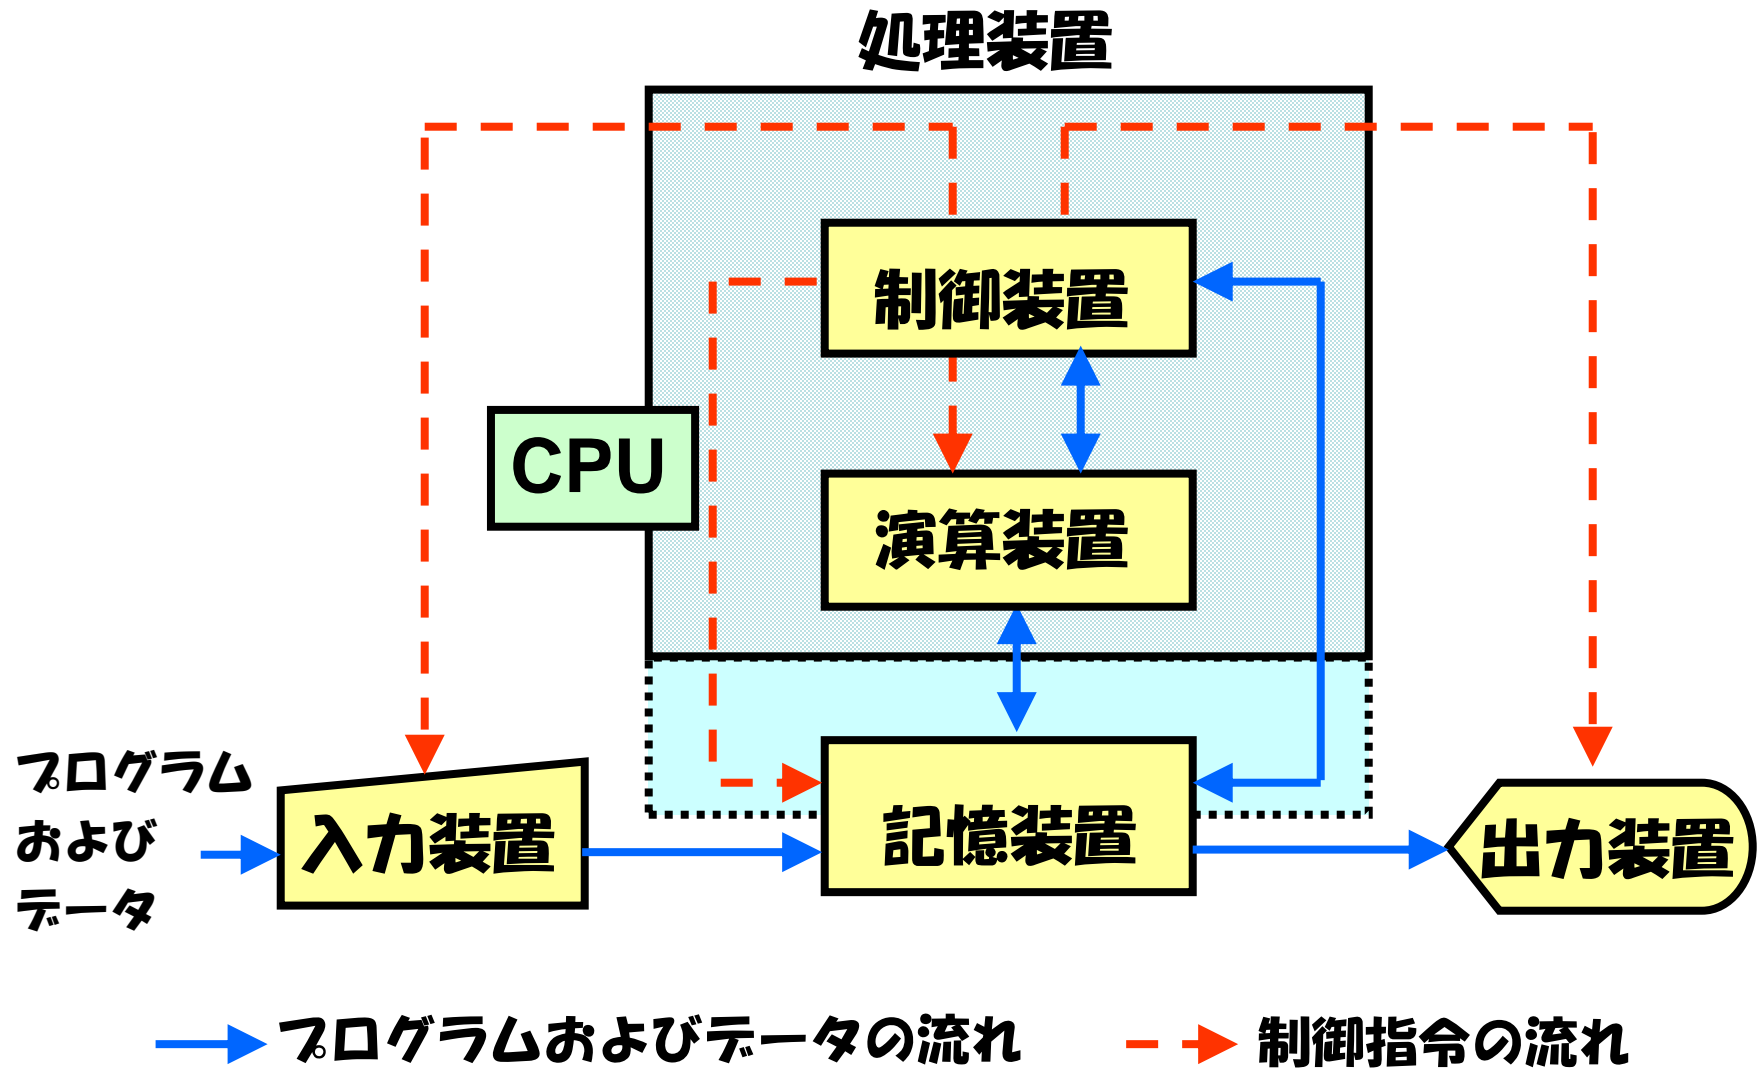 処理装置
制御装置
CPU
演算装置
プログラム
および
データ
入力装置
記憶装置
出力装置
プログラムおよびデータの流れ
制御指令の流れ